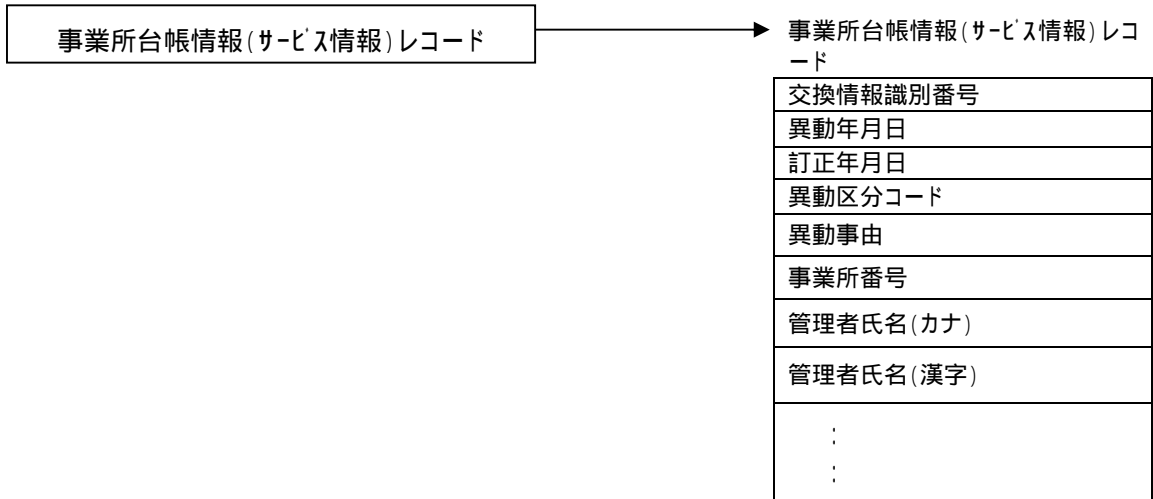 事業所台帳情報(ｻｰﾋﾞｽ情報)レコード
事業所台帳情報(ｻｰﾋﾞｽ情報)レコ
ード
交換情報識別番号
異動年月日
訂正年月日
異動区分コード
異動事由
事業所番号
管理者氏名(カナ)
管理者氏名(漢字)
:
: